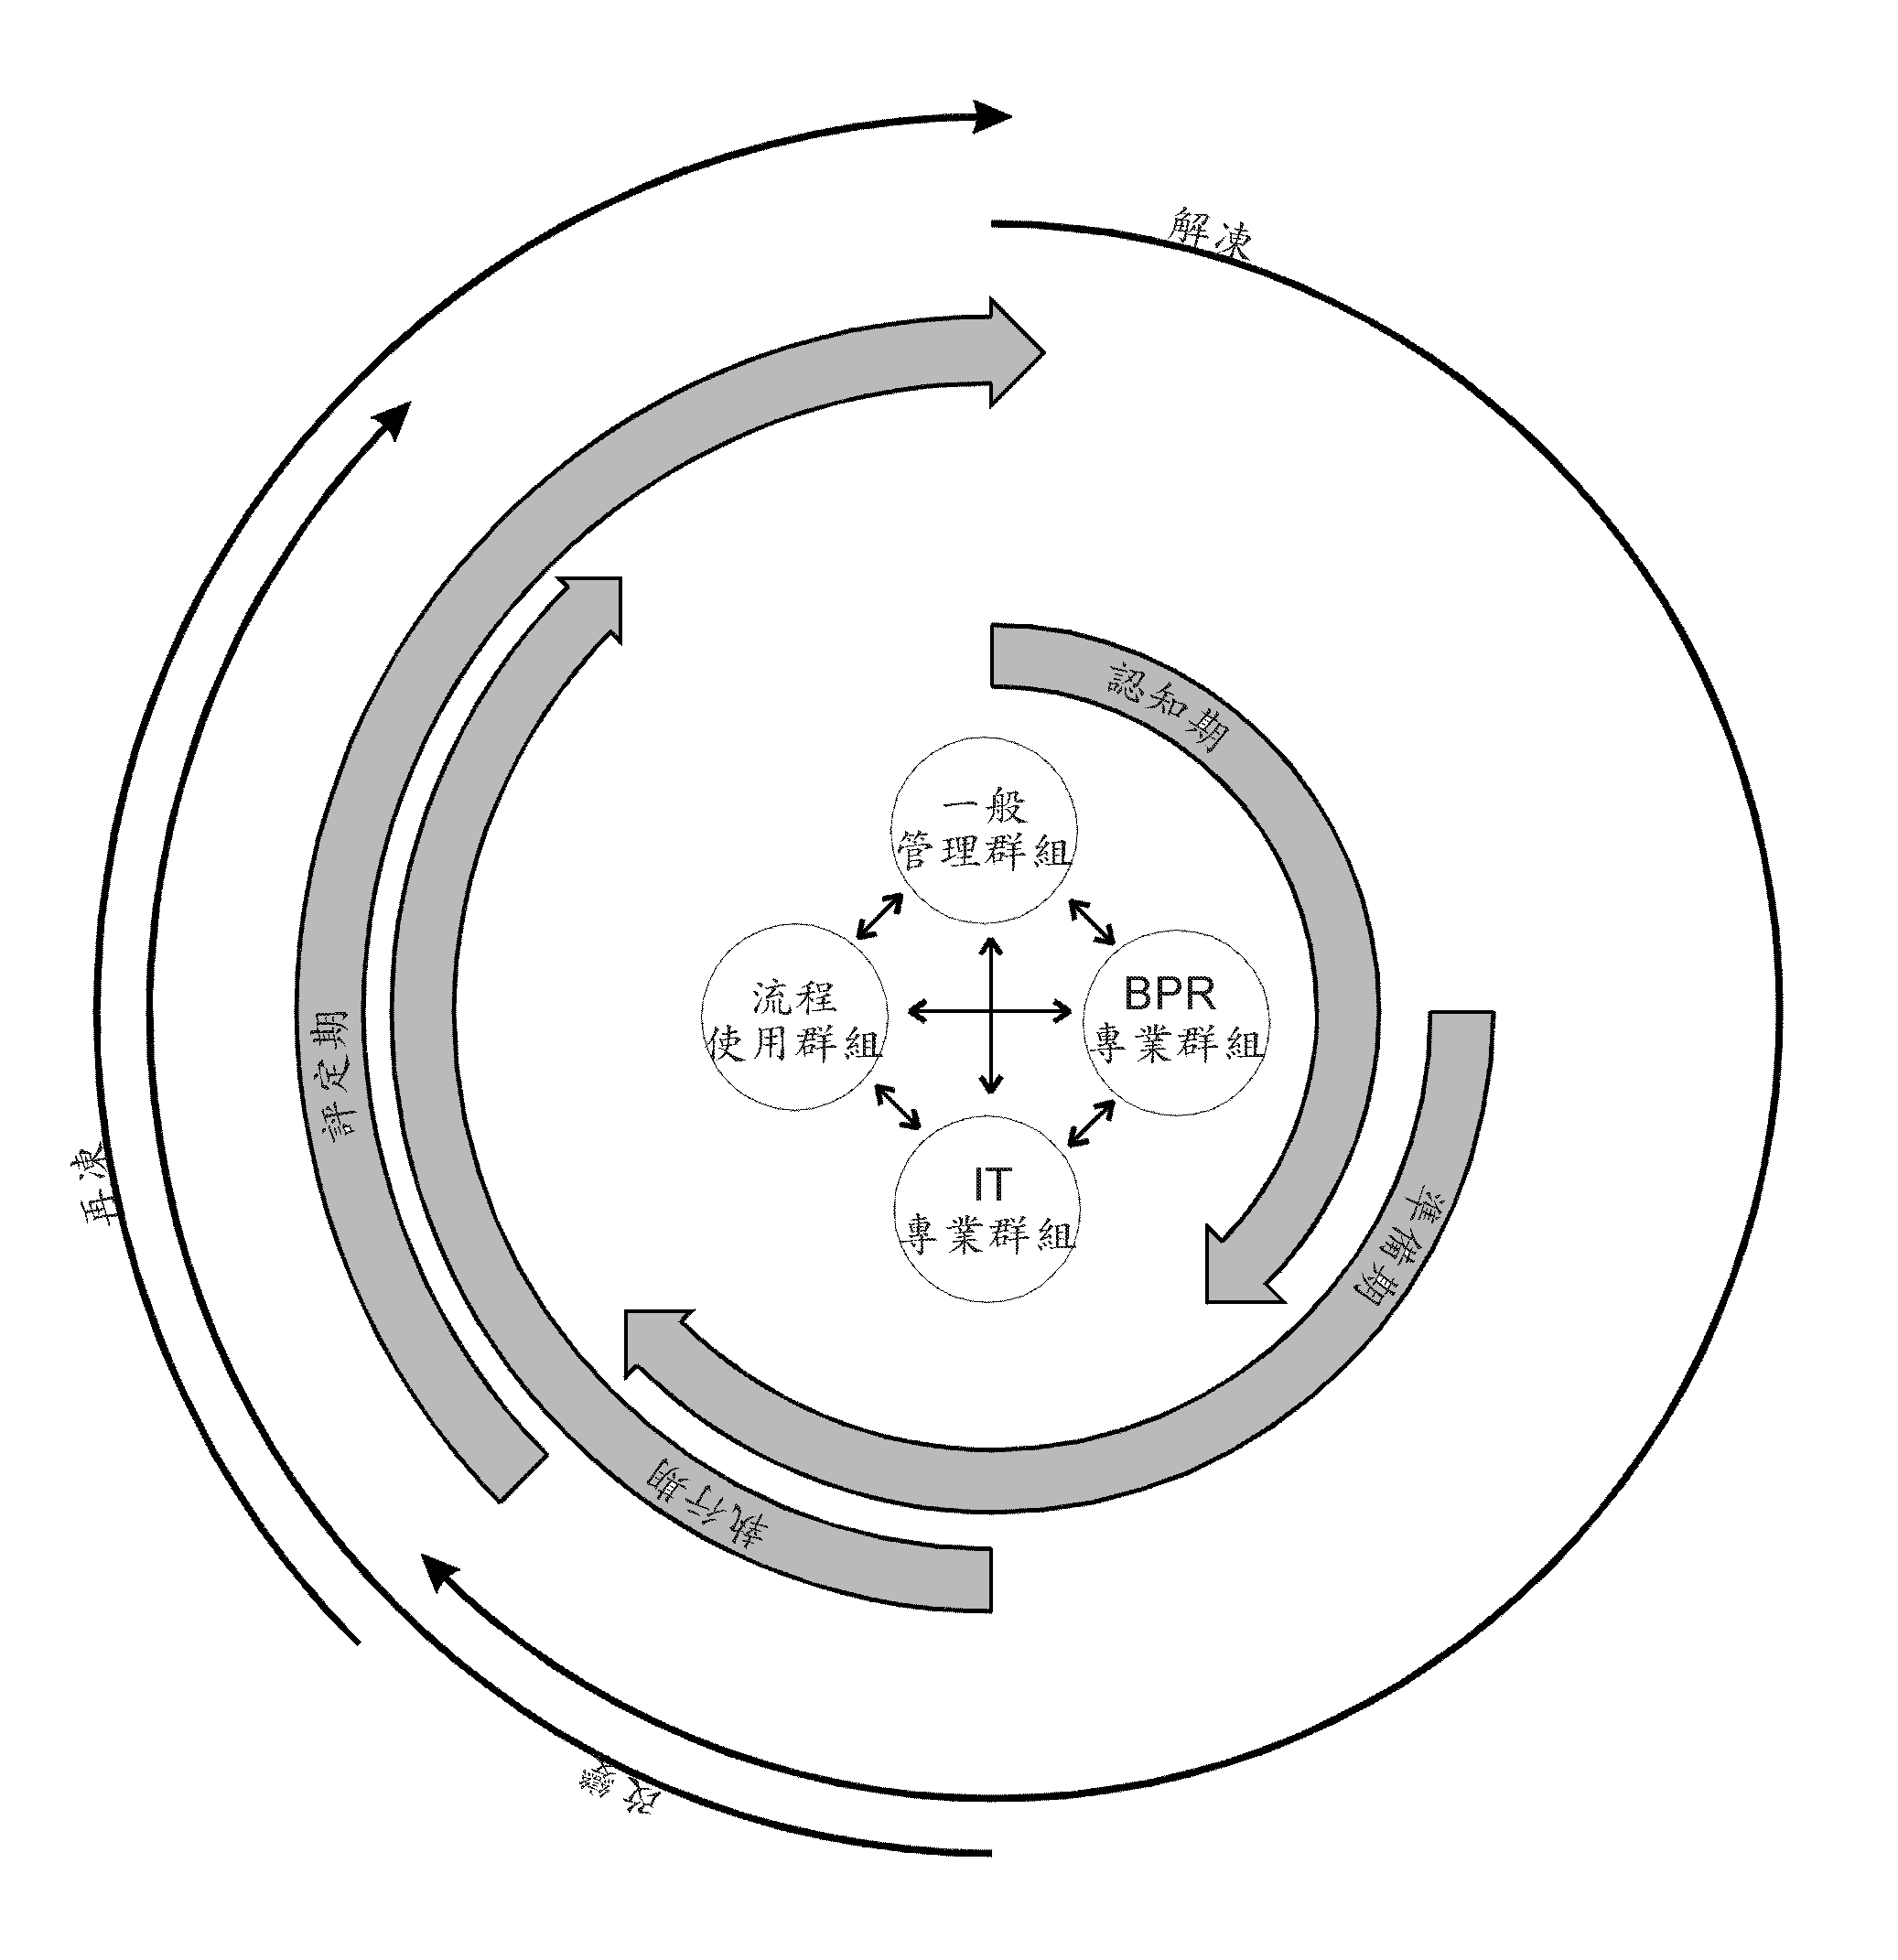 解凍
認知期
一般
管理群組
流程
使用群組
BPR
專業群組
IT
專業群組
評定期
準備期
再凍
執行期
改變